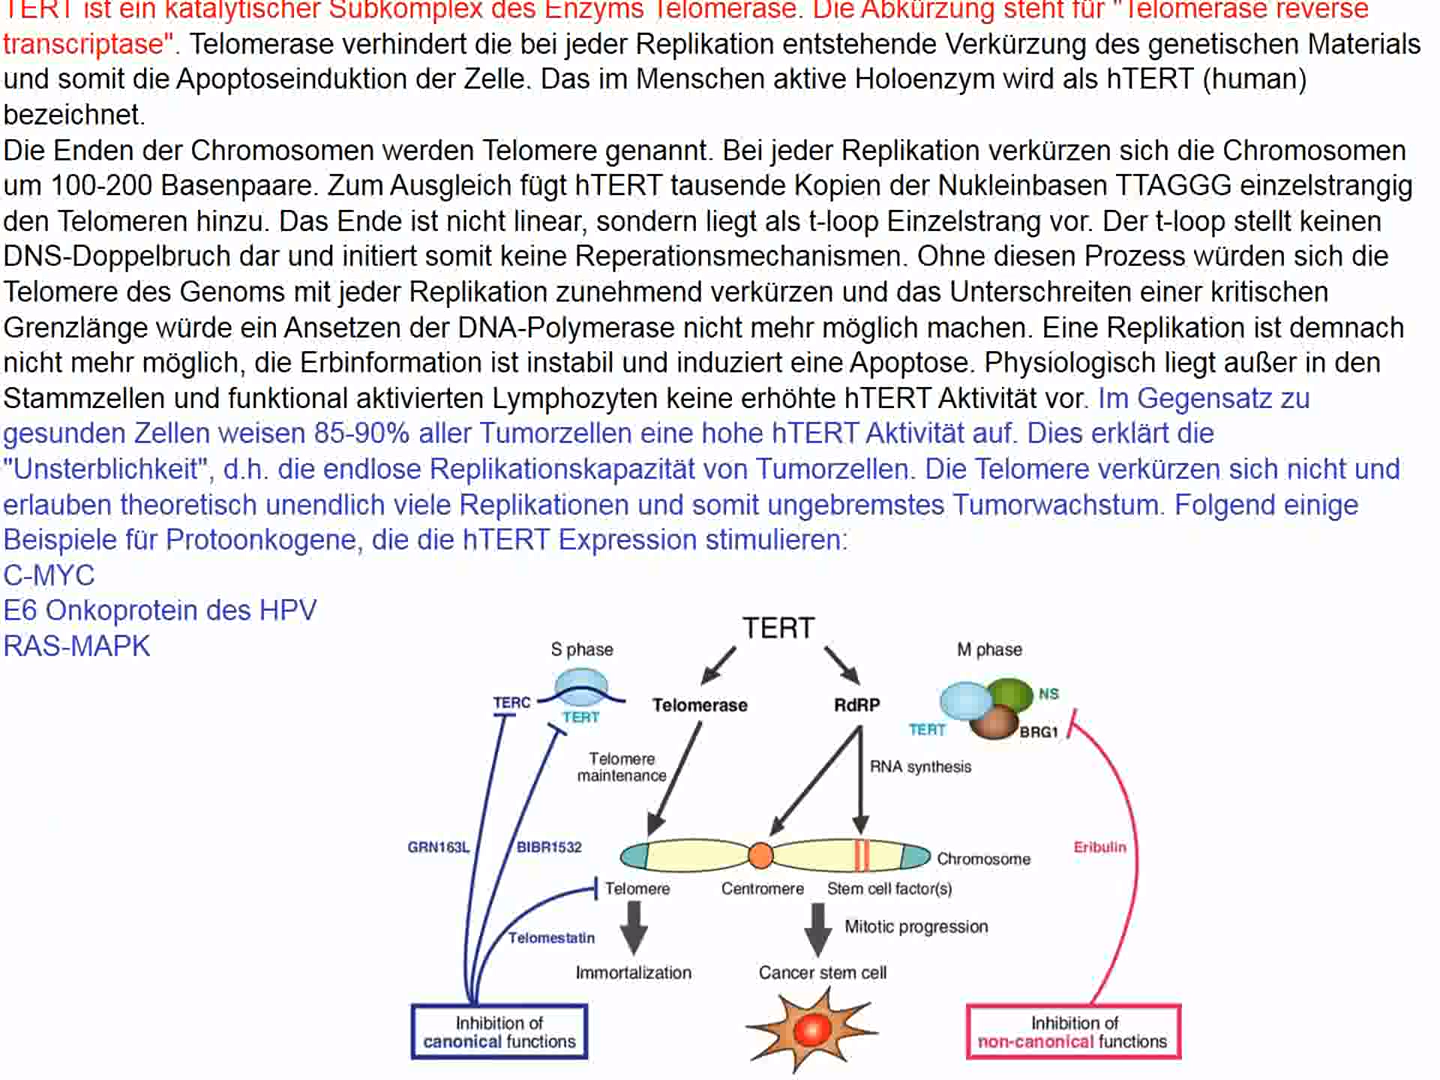 TERT ist ein katalytischer Subkomplex des Enzyms Telomerase. Die Abkürzung steht für "Telomerase reverse
transcriptase". Telomerase verhindert die bei jeder Replikation entstehende Verkürzung des genetischen Materials
und somit die Apoptoseinduktion der Zelle. Das im Menschen aktive Holoenzym wird als hTERT (human)
bezeichnet.
Die Enden der Chromosomen werden Telomere genannt. Bei jeder Replikation verkürzen sich die Chromosomen
um 100-200 Basenpaare. Zum Ausgleich fügt hTERT tausende Kopien der Nukleinbasen TTAGGG einzelstrangig
den Telomeren hinzu. Das Ende ist nicht linear, sondern liegt als t-loop Einzelstrang vor. Der t-loop stellt keinen
DNS-Doppelbruch dar und initiert somit keine Reperationsmechanismen. Ohne diesen Prozess würden sich die
Telomere des Genoms mit jeder Replikation zunehmend verkürzen und das Unterschreiten einer kritischen
Grenzlänge würde ein Ansetzen der DNA-Polymerase nicht mehr möglich machen. Eine Replikation ist demnach
nicht mehr möglich, die Erbinformation ist instabil und induziert eine Apoptose. Physiologisch liegt außer in den
Stammzellen und funktional aktivierten Lymphozyten keine erhöhte hTERT Aktivität vor. Im Gegensatz zu
gesunden Zellen weisen 85-90% aller Tumorzellen eine hohe hTERT Aktivität auf. Dies erklärt die
"Unsterblichkeit", d.h. die endlose Replikationskapazität von Tumorzellen. Die Telomere verkürzen sich nicht und
erlauben theoretisch unendlich viele Replikationen und somit ungebremstes Tumorwachstum. Folgend einige
Beispiele für Protoonkogene, die die hTERT Expression stimulieren:
C-MYC
E6 Onkoprotein des HPV
RAS-MAPK
TERT
S phase
M phase
TERC
TERT
Telomerase
RdRP
TERT
NS
BRG1
Telomere
maintenance
RNA synthesis
GRN163L
BIBR1532
Eribulin
Chromosome
Telomere
Centromere
Stem cell factor(s)
Telomestatin
Mitotic progression
Immortalization
Cancer stem cell
Inhibition of
canonical functions
Inhibition of
non-canonical functions